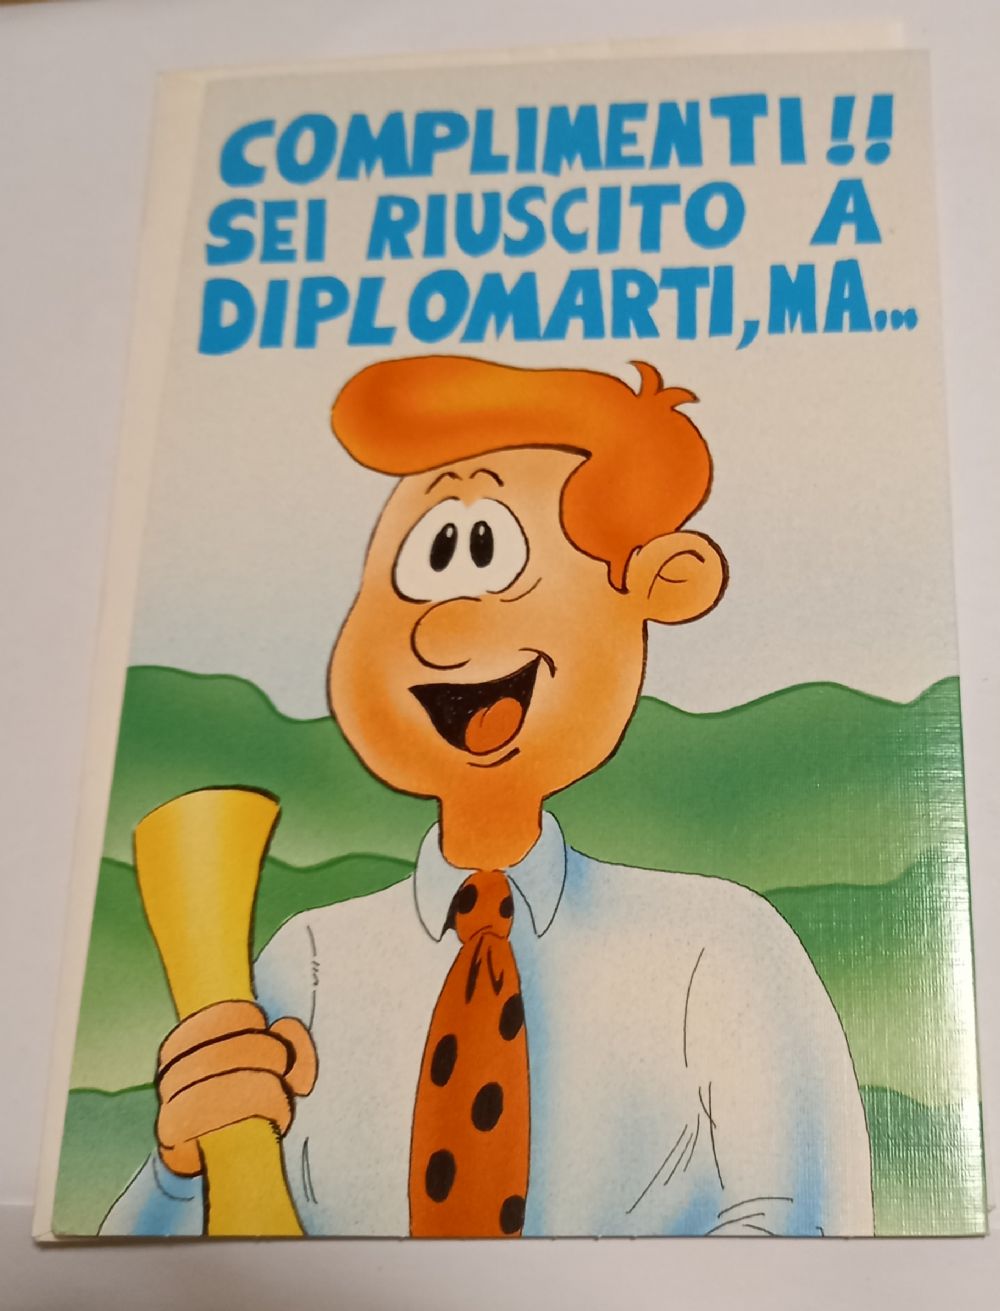 COMPLIMENTI!!
SEI RIUSCITO A
DIPLOMARTI, MA...